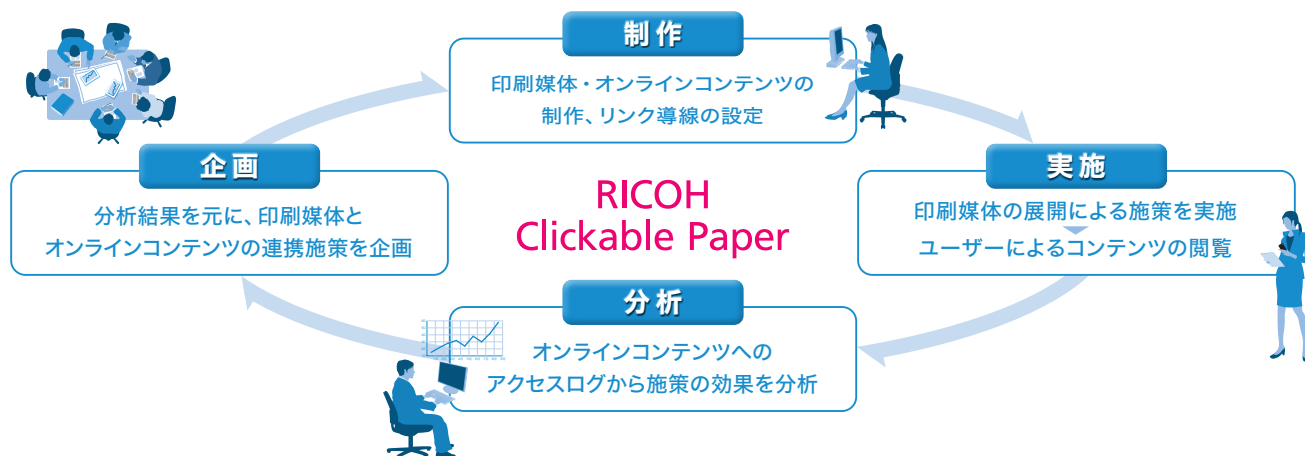 制作
印刷媒体・オンラインコンテンツの
制作、リンク導線の設定
企画
分析結果を元に、印刷媒体と
オンラインコンテンツの連携施策を企画
RICOH
Clickable Paper
実施
印刷媒体の展開による施策を実施
ユーザーによるコンテンツの閲覧
分析
オンラインコンテンツへの
アクセスログから施策の効果を分析